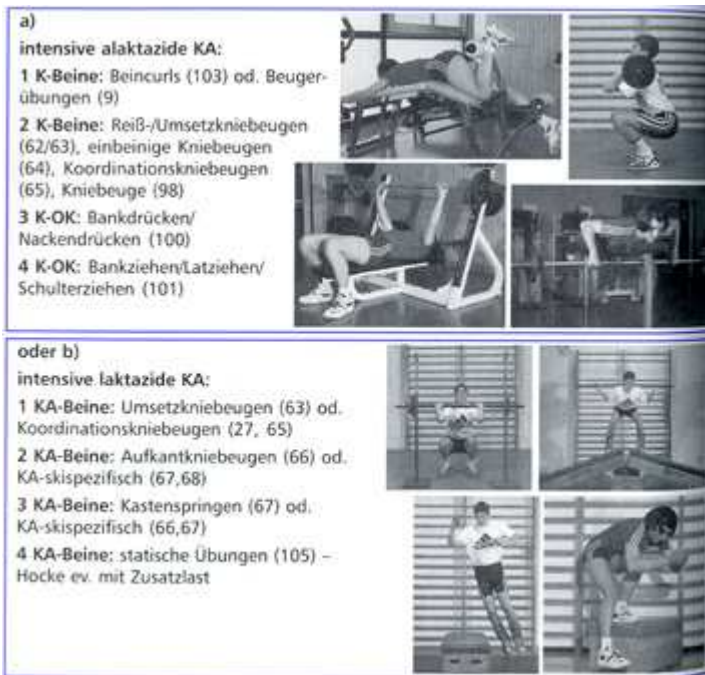 a)
intensive alaktazide KA:
1 K-Beine: Beincurls (103) od. Beuger-
übungen (9)
2 K-Beine: Reiß-/Umsetzkniebeugen
(62/63), einbeinige Kniebeugen
(64), Koordinationskniebeugen
(65), Kniebeuge (98)
3 K-OK: Bankdrücken/
Nackendrücken (100)
4 K-OK: Bankziehen/Latziehen/
Schulterziehen (101)
oder b)
intensive laktazide KA:
1 KA-Beine: Umsetzkniebeugen (63) od.
Koordinationskniebeugen (27, 65)
2 KA-Beine: Aufkantkniebeugen (66) od.
KA-skispezifisch (67,68)
3 KA-Beine: Kastenspringen (67) od.
KA-skispezifisch (66,67)
4 KA-Beine: statische Übungen (105) –
Hocke ev. mit Zusatzlast